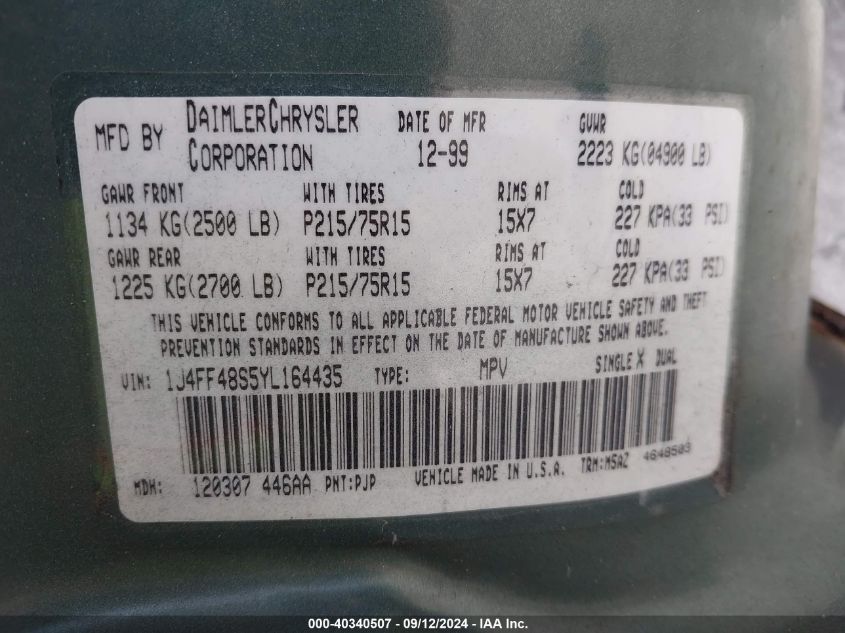 MFD BY DAIMLERCHRYSLER CORPORATION DATE OF MFR 12-99 GVWR 2223 KG(04900 LB)
GAWR FRONT WITH TIRES RIMS AT COLD
1134 KG(2500 LB) P215/75R15 15X7 227 KPA(33 PSI)
GAWR REAR WITH TIRES RIMS AT COLD
1225 KG(2700 LB) P215/75R15 15X7 227 KPA(33 PSI)
THIS VEHICLE CONFORMS TO ALL APPLICABLE FEDERAL MOTOR VEHICLE SAFETY AND THEFT
PREVENTION STANDARDS IN EFFECT ON THE DATE OF MANUFACTURE SHOWN ABOVE.
VIN: 1J4FF48S5YL164435 TYPE: MPV SINGLE X DUAL
MDH: 120307 446AA PNT:PJP VEHICLE MADE IN U.S.A. TRM:M5AZ 4648503
000-40340507 - 09/12/2024 - IAA Inc.